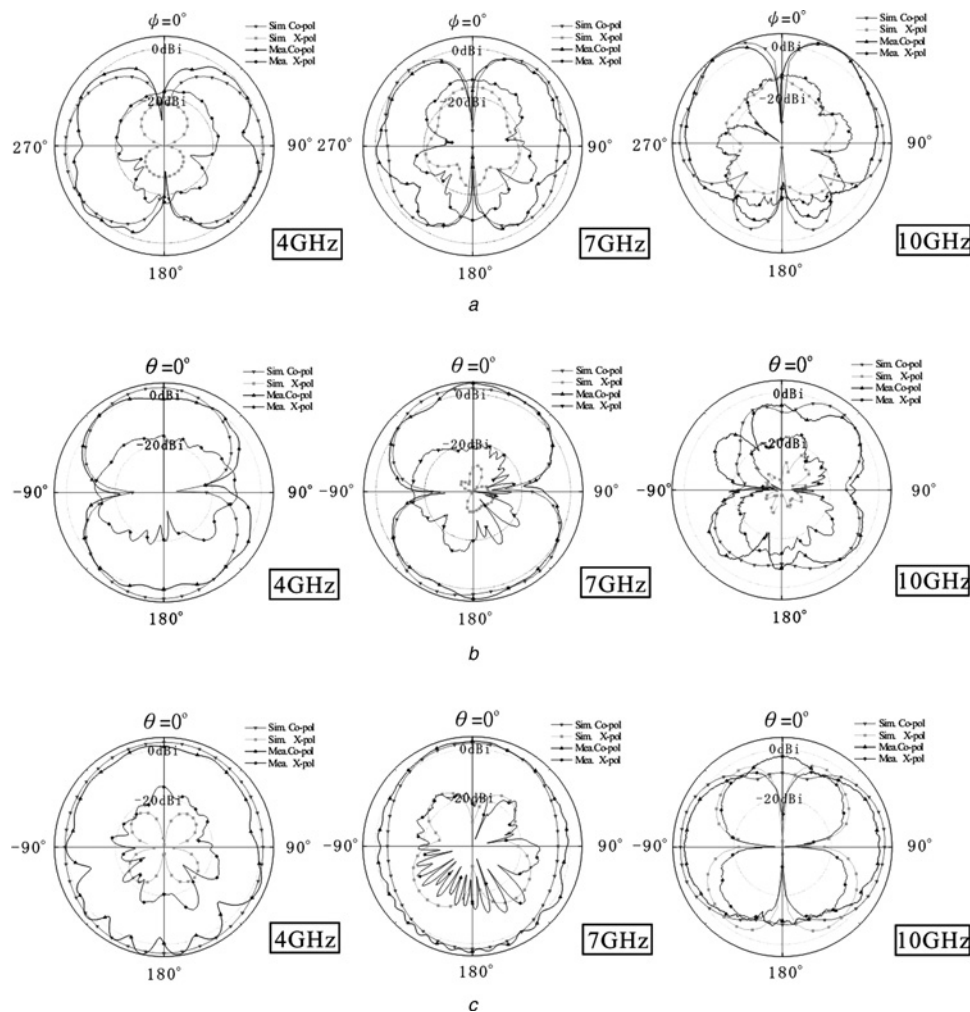 ϕ=0°
Sim. Co-pol
Sim. X-pol
Mea.Co-pol
Mea. X-pol
0dBi
-20dBi
270°
90°
180°
4GHz
ϕ=0°
Sim. Co-pol
Sim. X-pol
Mea.Co-pol
Mea. X-pol
0dBi
-20dBi
270°
90°
180°
7GHz
ϕ=0°
Sim. Co-pol
Sim. X-pol
Mea.Co-pol
Mea. X-pol
0dBi
-20dBi
270°
90°
180°
10GHz
a
θ=0°
Sim. Co-pol
Sim. X-pol
Mea.Co-pol
Mea. X-pol
0dBi
-20dBi
-90°
90°
180°
4GHz
θ=0°
Sim. Co-pol
Sim. X-pol
Mea.Co-pol
Mea. X-pol
0dBi
-20dBi
-90°
90°
180°
7GHz
θ=0°
Sim. Co-pol
Sim. X-pol
Mea.Co-pol
Mea. X-pol
0dBi
-20dBi
-90°
90°
180°
10GHz
b
θ=0°
Sim. Co-pol
Sim. X-pol
Mea.Co-pol
Mea. X-pol
0dBi
-20dBi
-90°
90°
180°
4GHz
θ=0°
Sim. Co-pol
Sim. X-pol
Mea.Co-pol
Mea. X-pol
0dBi
-20dBi
-90°
90°
180°
7GHz
θ=0°
Sim. Co-pol
Sim. X-pol
Mea.Co-pol
Mea. X-pol
0dBi
-20dBi
-90°
90°
180°
10GHz
c